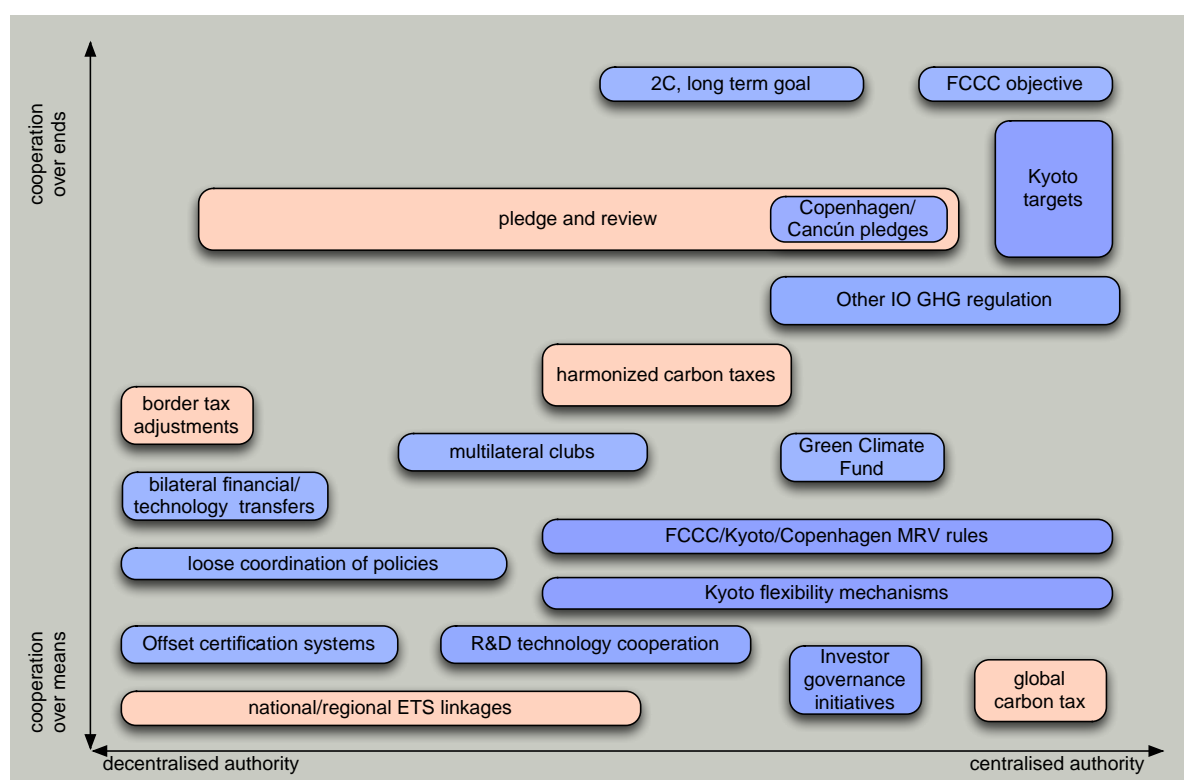 cooperation
over ends
2C, long term goal
FCCC objective
Kyoto
targets
pledge and review
Copenhagen/
Cancún pledges
Other IO GHG regulation
harmonized carbon taxes
border tax
adjustments
multilateral clubs
Green Climate
Fund
bilateral financial/
technology transfers
FCCC/Kyoto/Copenhagen MRV rules
loose coordination of policies
Kyoto flexibility mechanisms
cooperation
over means
Offset certification systems
R&D technology cooperation
Investor
governance
initiatives
global
carbon tax
national/regional ETS linkages
decentralised authority
centralised authority